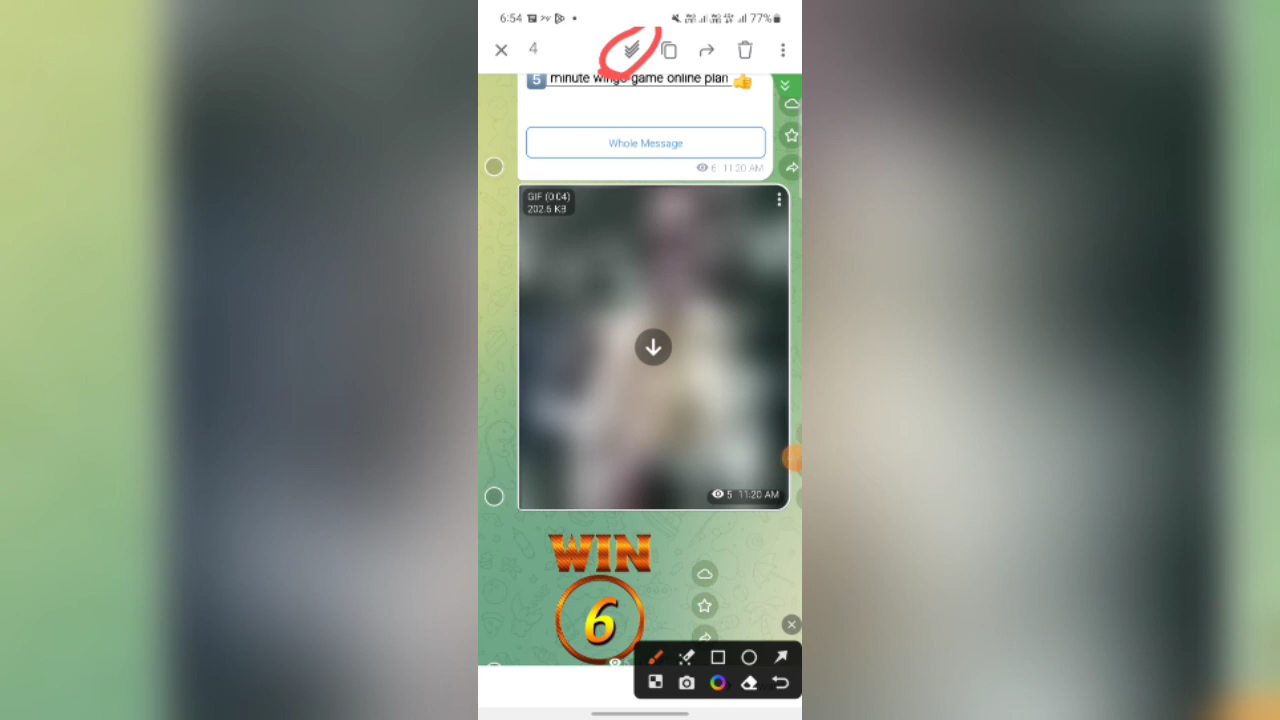 6:54
77%
4
5 minute wingo game online plan 👍
Whole Message
6 11:20 AM
GIF (0:04)
202.6 KB
5 11:20 AM
WIN
6